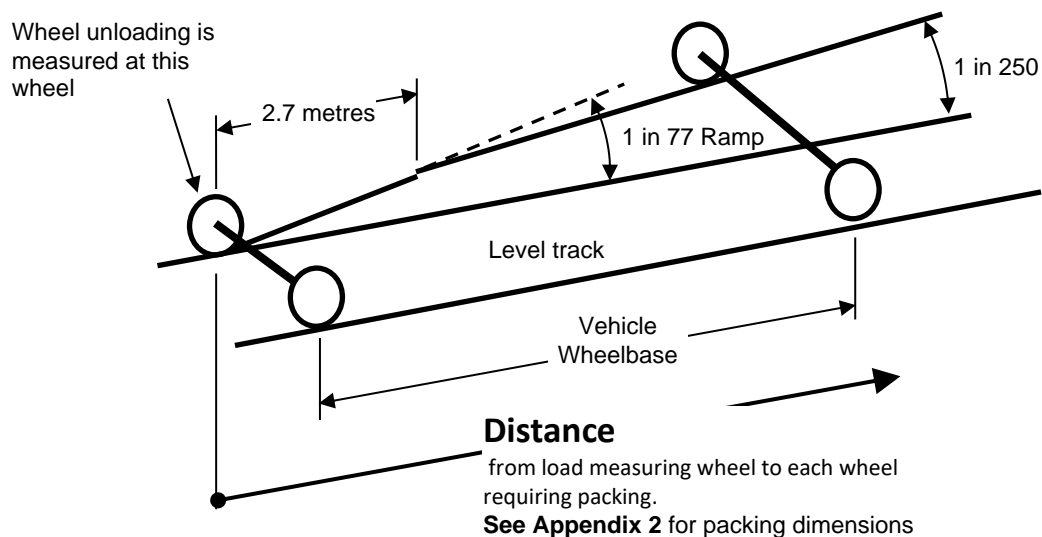 Wheel unloading is
measured at this
wheel
2.7 metres
1 in 250
1 in 77 Ramp
Level track
Vehicle
Wheelbase
Distance
from load measuring wheel to each wheel
requiring packing.
See Appendix 2 for packing dimensions